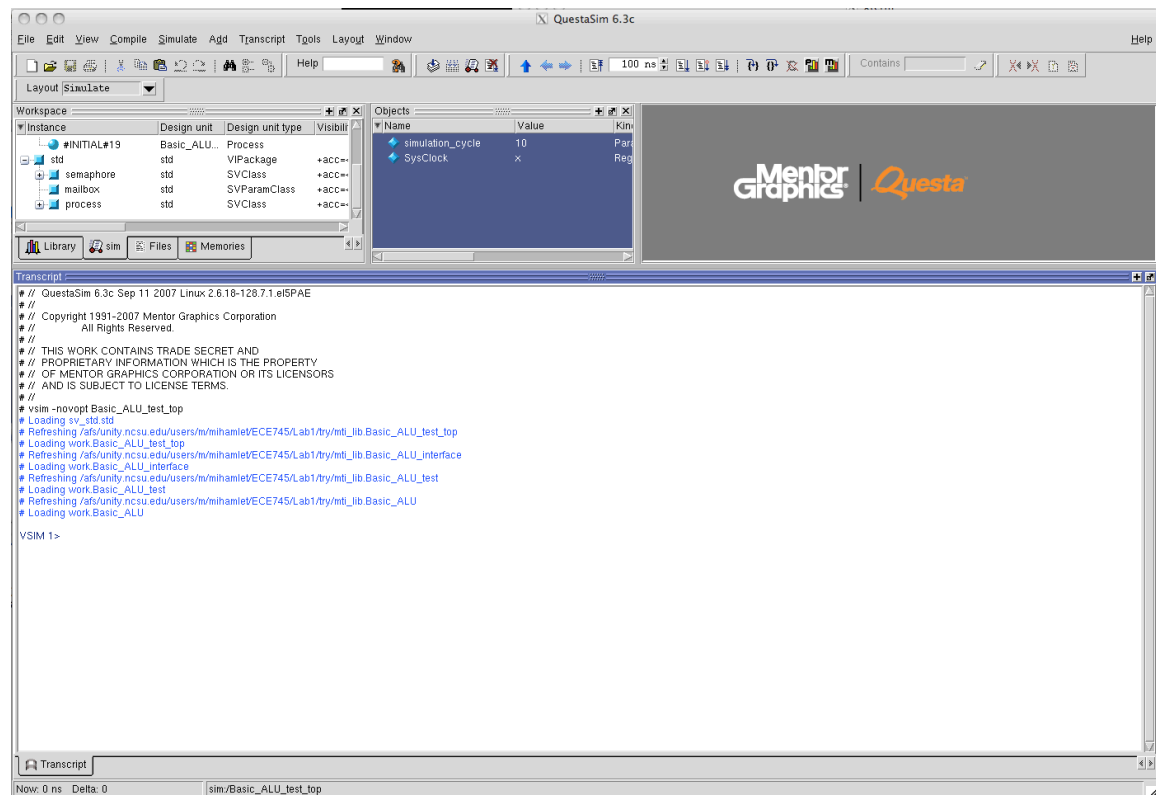 QuestaSim 6.3c
File Edit View Compile Simulate Add Transcript Tools Layout Window Help
Help 100 ns Contains
Layout Simulate
Workspace
Instance Design unit Design unit type
#INITIAL#19 Basic_ALU... Process
std std VIPackage +acc=
semaphore std SVClass +acc=
mailbox std SVParamClass +acc=
process std SVClass +acc=
Library sim Files Memories
Objects
Name Value
simulation_cycle 10
SysClock x
Mentor Graphics Questa
Transcript
# // QuestaSim 6.3c Sep 11 2007 Linux 2.6.18-128.7.1.el5PAE
# //
# // Copyright 1991-2007 Mentor Graphics Corporation
# // All Rights Reserved.
# //
# // THIS WORK CONTAINS TRADE SECRET AND
# // PROPRIETARY INFORMATION WHICH IS THE PROPERTY
# // OF MENTOR GRAPHICS CORPORATION OR ITS LICENSORS
# // AND IS SUBJECT TO LICENSE TERMS.
# //
# vsim -novopt Basic_ALU_test_top
# Loading sv_std.std
# Refreshing /afs/unity.ncsu.edu/users/m/mihamlet/ECE745/Lab1/try/mti_lib.Basic_ALU_test_top
# Loading work.Basic_ALU_test_top
# Refreshing /afs/unity.ncsu.edu/users/m/mihamlet/ECE745/Lab1/try/mti_lib.Basic_ALU_interface
# Loading work.Basic_ALU_interface
# Refreshing /afs/unity.ncsu.edu/users/m/mihamlet/ECE745/Lab1/try/mti_lib.Basic_ALU_test
# Loading work.Basic_ALU_test
# Refreshing /afs/unity.ncsu.edu/users/m/mihamlet/ECE745/Lab1/try/mti_lib.Basic_ALU
# Loading work.Basic_ALU
VSIM 1>
Transcript
Now: 0 ns Delta: 0 sim:/Basic_ALU_test_top